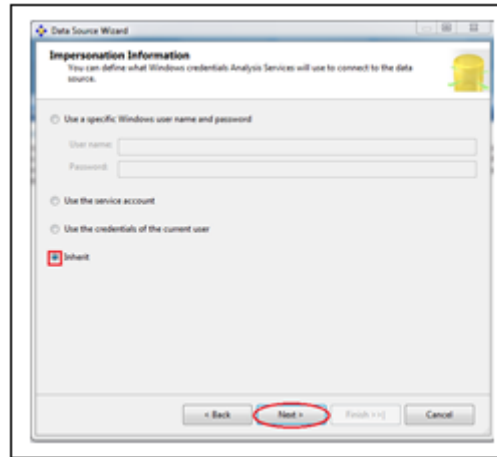 Data Source Wizard
Impersonation Information
You can define what Windows credentials Analysis Services will use to connect to the data
source.
Use a specific Windows user name and password
User name:
Password:
Use the service account
Use the credentials of the current user
Inherit
< Back
Next >
Finish >>|
Cancel